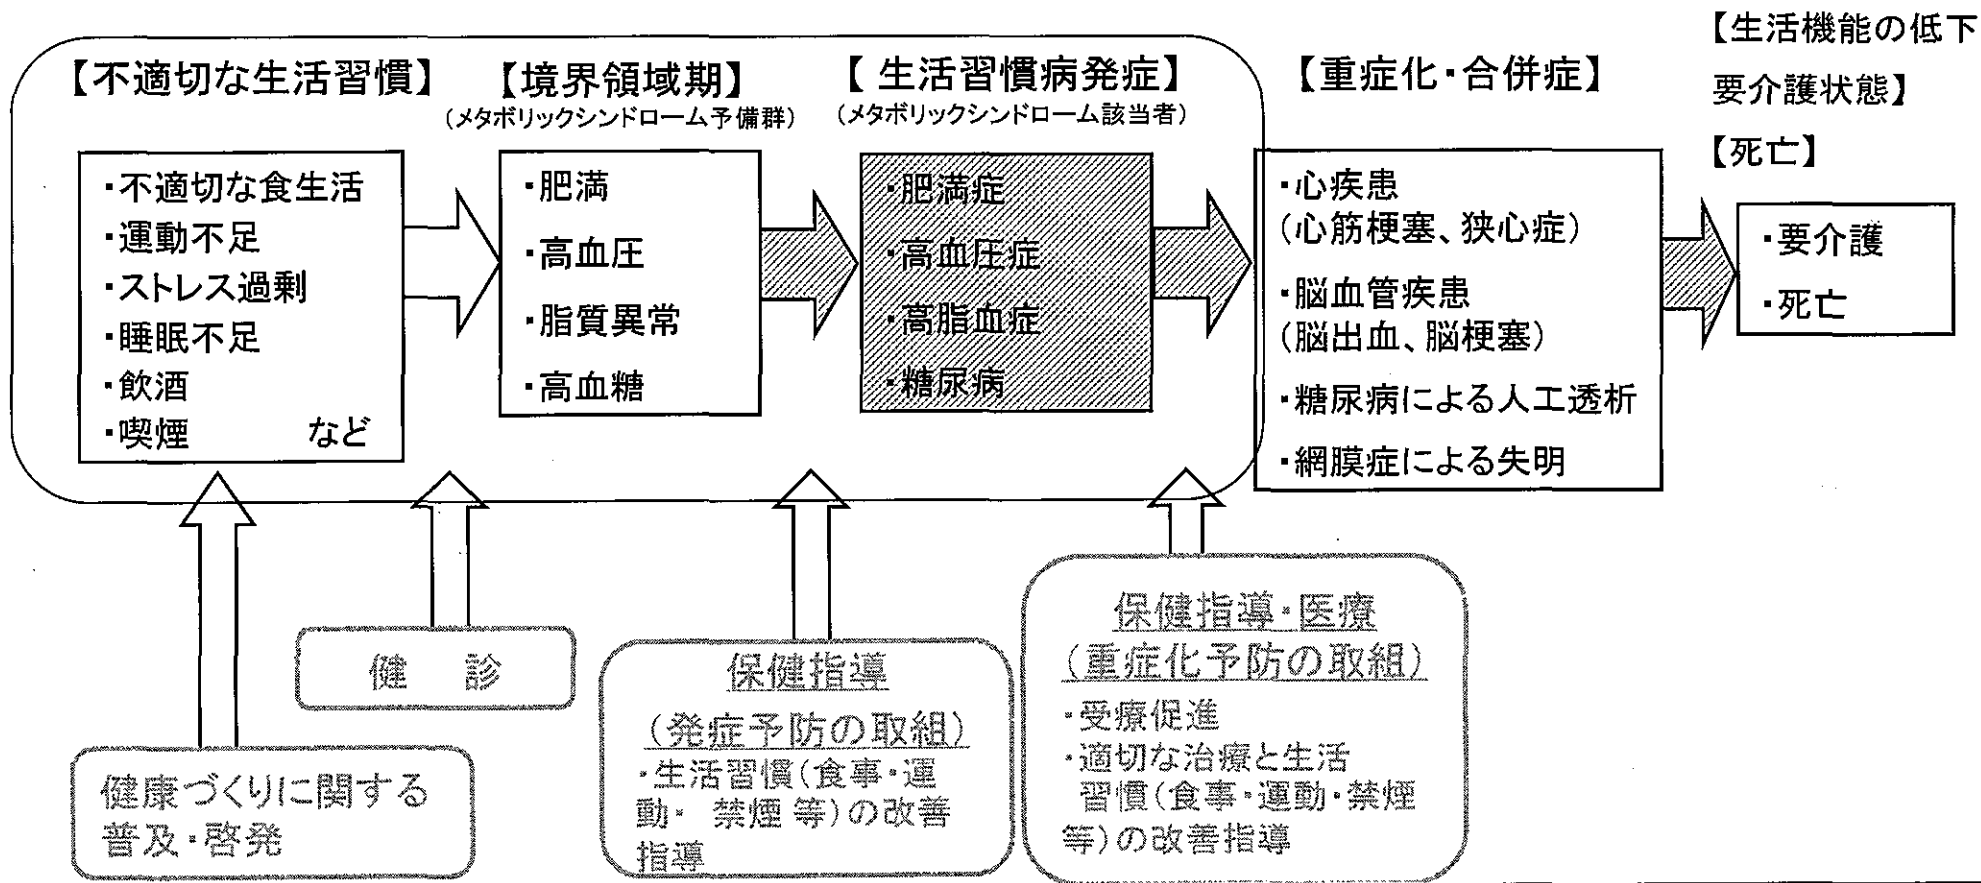 【不適切な生活習慣】
・不適切な食生活
・運動不足
・ストレス過剰
・睡眠不足
・飲酒
・喫煙 など
【境界領域期】
(メタボリックシンドローム予備群)
・肥満
・高血圧
・脂質異常
・高血糖
【生活習慣病発症】
(メタボリックシンドローム該当者)
・肥満症
・高血圧症
・高脂血症
・糖尿病
【重症化・合併症】
・心疾患
(心筋梗塞、狭心症)
・脳血管疾患
(脳出血、脳梗塞)
・糖尿病による人工透析
・網膜症による失明
【生活機能の低下
要介護状態】
【死亡】
・要介護
・死亡
健康づくりに関する
普及・啓発
健 診
保健指導
(発症予防の取組)
・生活習慣(食事・運
動・ 禁煙 等)の改善
指導
保健指導・医療
(重症化予防の取組)
・受療促進
・適切な治療と生活
習慣(食事・運動・禁煙
等)の改善指導